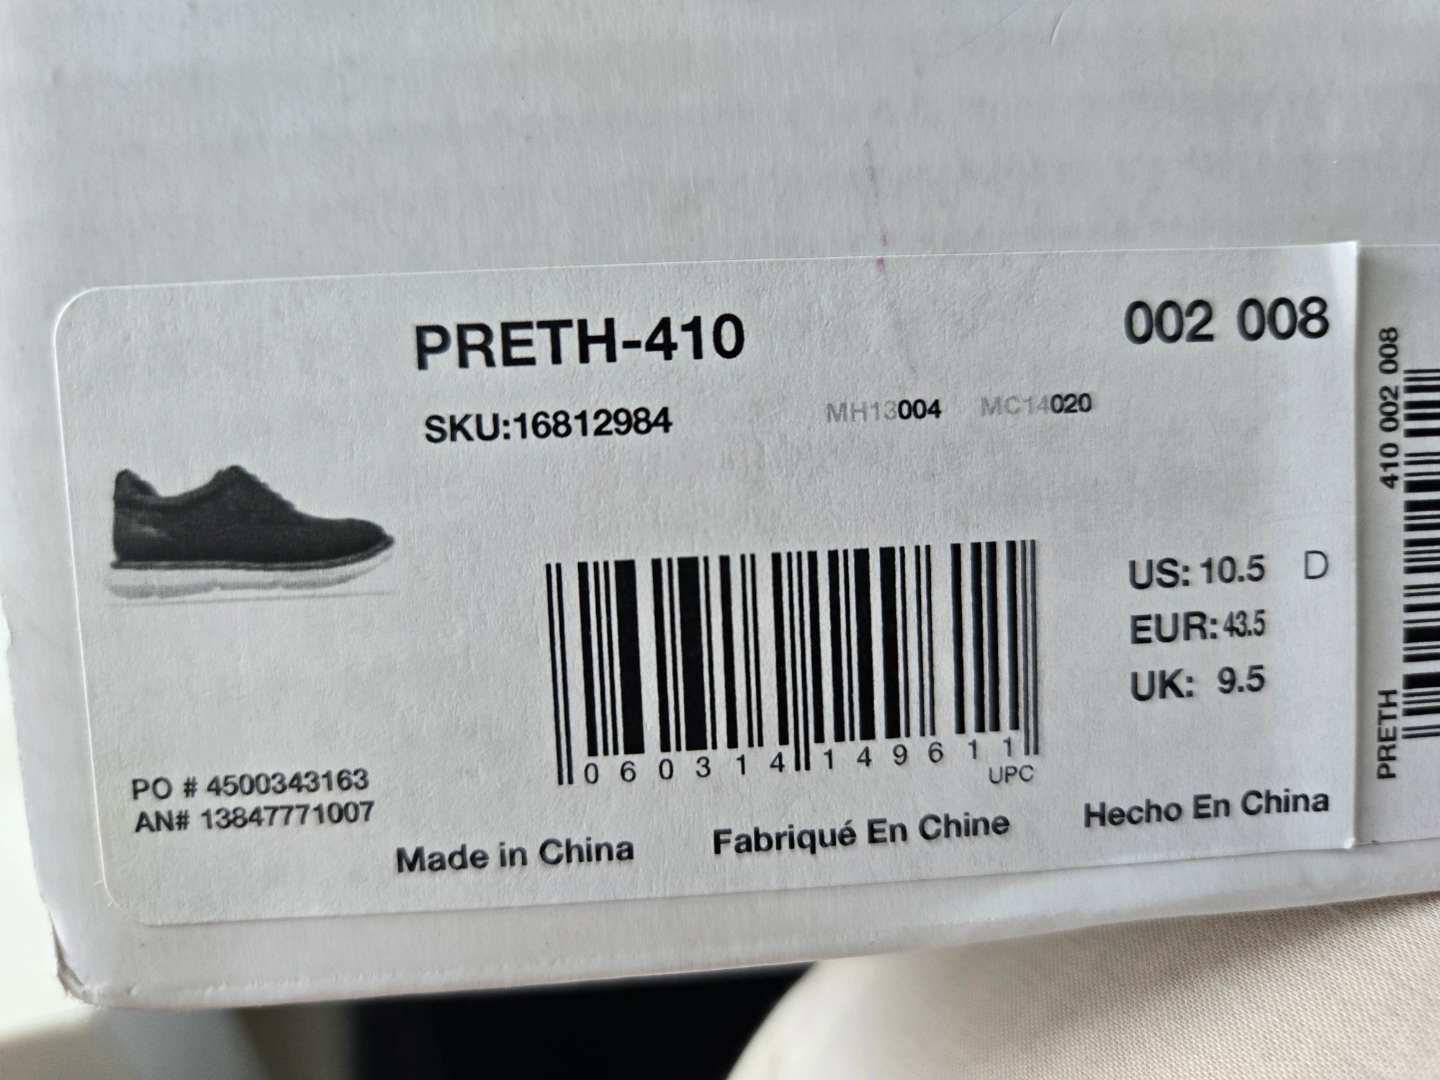 PRETH-410
002 008
SKU:16812984
MH13004 MC14020
US: 10.5 D
EUR: 43.5
UK: 9.5
0 60314 14961 1
UPC
PO # 4500343163
AN# 13847771007
Made in China
Fabriqué En Chine
Hecho En China
PRETH 410 002 008